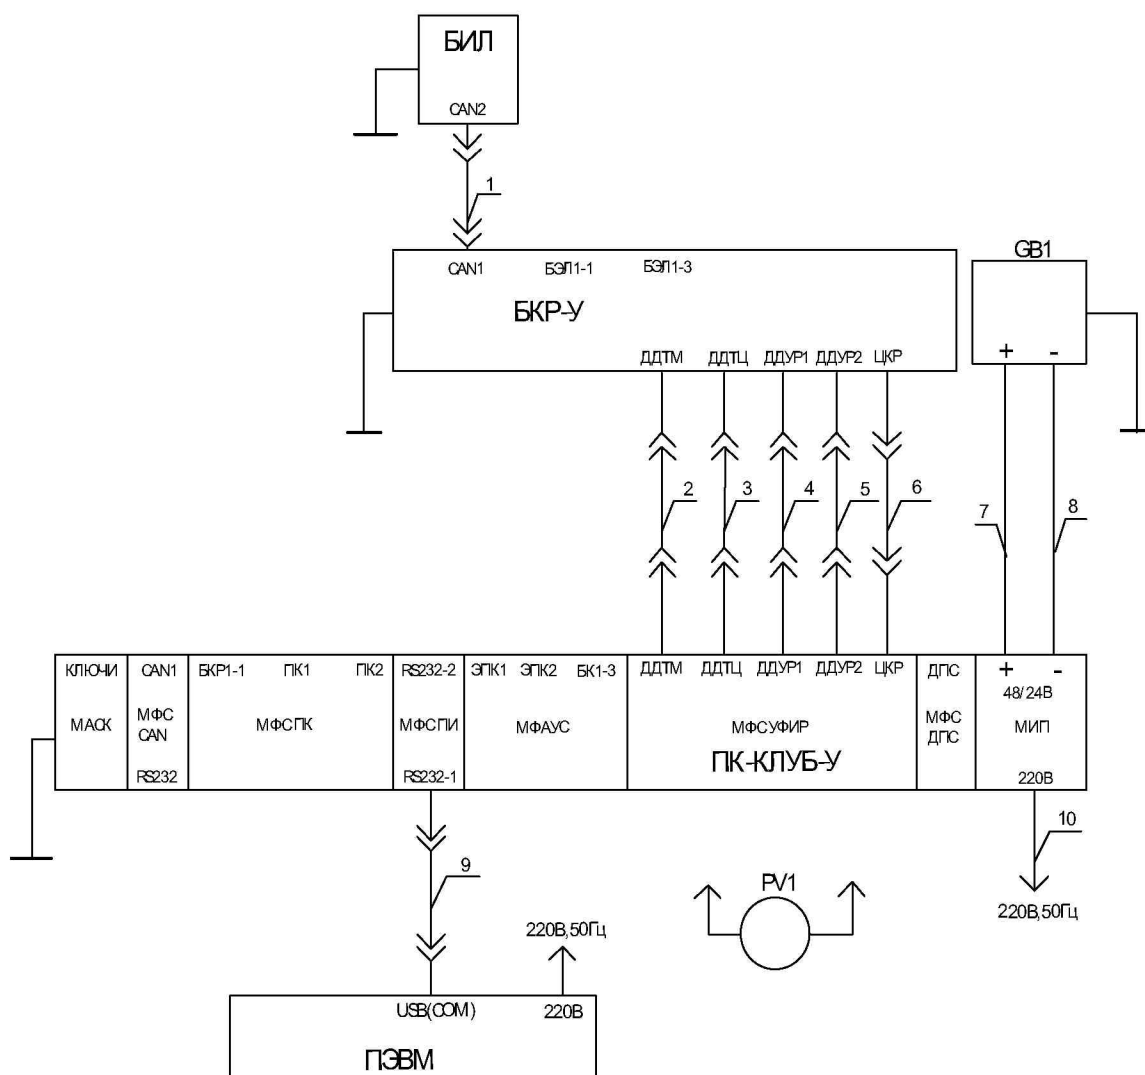 БИЛ
CAN2
1
GB1
CAN1 БЭЛ1-1 БЭЛ1-3
БКР-У
+ -
ДДТМ ДДТЦ ДДУР1 ДДУР2 ЦКР
2 3 4 5 6 7 8
КЛЮЧИ CAN1 БКР1-1 ПК1 ПК2 RS232-2 ЭПК1 ЭПК2 БК1-3 ДДТМ ДДТЦ ДДУР1 ДДУР2 ЦКР ДПС + -
48/24В
МАСК МФС CAN МФСПК МФСПИ МФАУС МФСУФИР МФС ДПС МИП
ПК-КЛУБ-У
RS232 RS232-1 220В
10
9
PV1
220В,50Гц
220В,50Гц
USB(COM) 220В
ПЭВМ